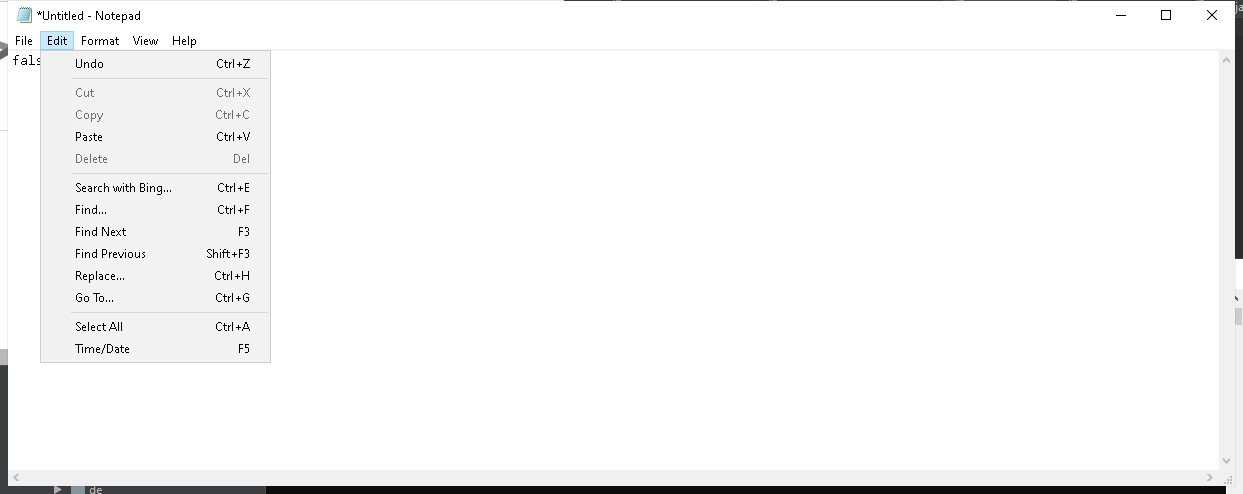 *Untitled - Notepad
File Edit Format View Help
fals
Undo Ctrl+Z
Cut Ctrl+X
Copy Ctrl+C
Paste Ctrl+V
Delete Del
Search with Bing... Ctrl+E
Find... Ctrl+F
Find Next F3
Find Previous Shift+F3
Replace... Ctrl+H
Go To... Ctrl+G
Select All Ctrl+A
Time/Date F5
de